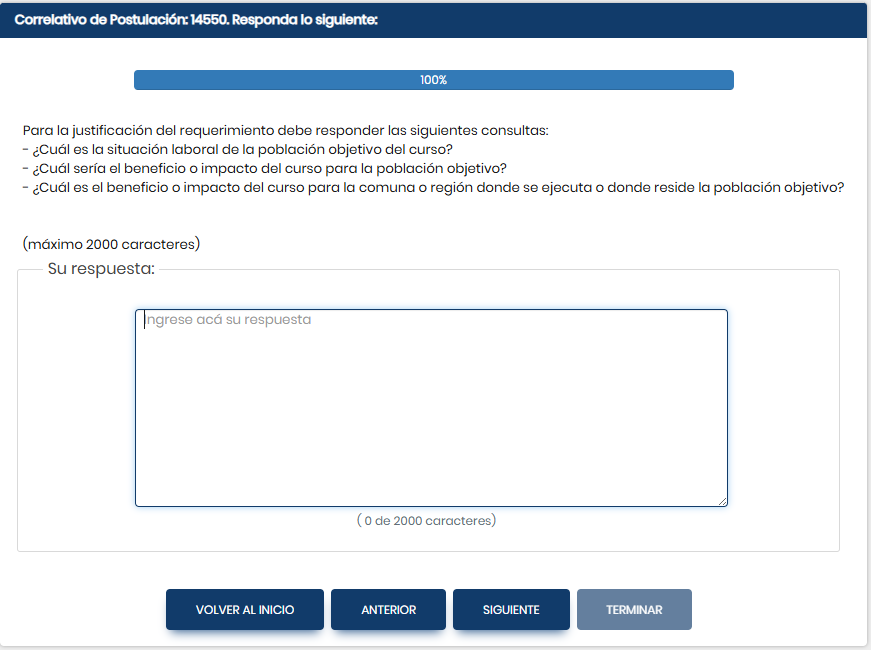 Correlativo de Postulación: 14550. Responda lo siguiente:
100%
Para la justificación del requerimiento debe responder las siguientes consultas:
- ¿Cuál es la situación laboral de la población objetivo del curso?
- ¿Cuál sería el beneficio o impacto del curso para la población objetivo?
- ¿Cuál es el beneficio o impacto del curso para la comuna o región donde se ejecuta o donde reside la población objetivo?
(máximo 2000 caracteres)
Su respuesta:
Ingrese acá su respuesta
( 0 de 2000 caracteres)
VOLVER AL INICIO
ANTERIOR
SIGUIENTE
TERMINAR